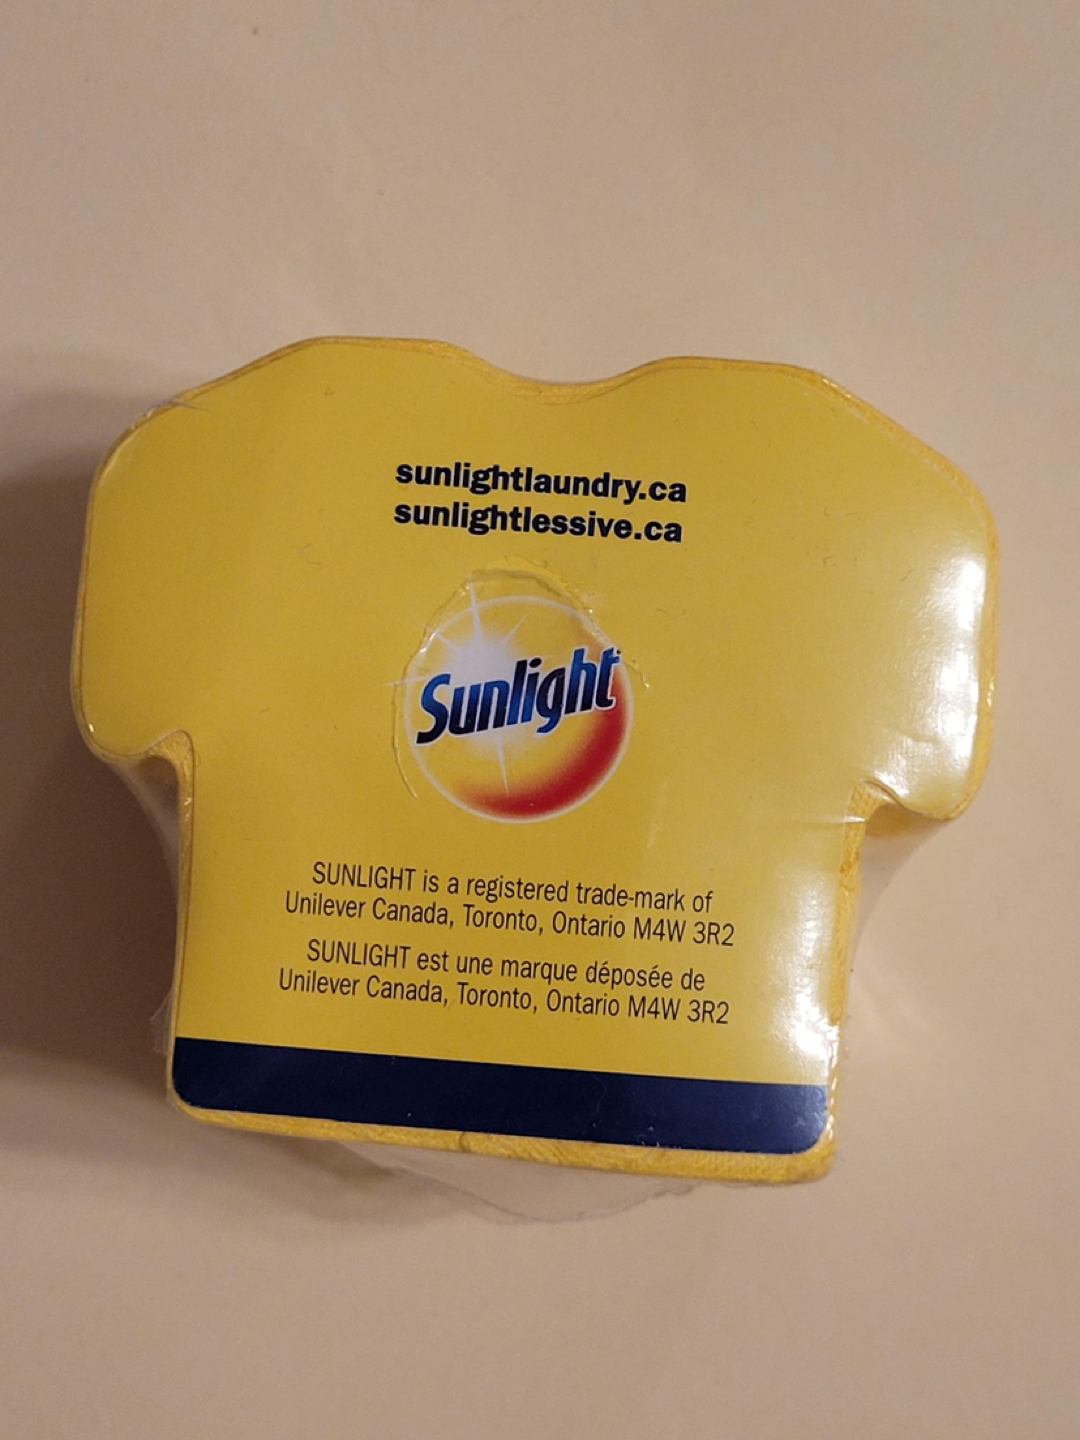 sunlightlaundry.ca
sunlightlessive.ca
Sunlight
SUNLIGHT is a registered trade-mark of
Unilever Canada, Toronto, Ontario M4W 3R2
SUNLIGHT est une marque déposée de
Unilever Canada, Toronto, Ontario M4W 3R2